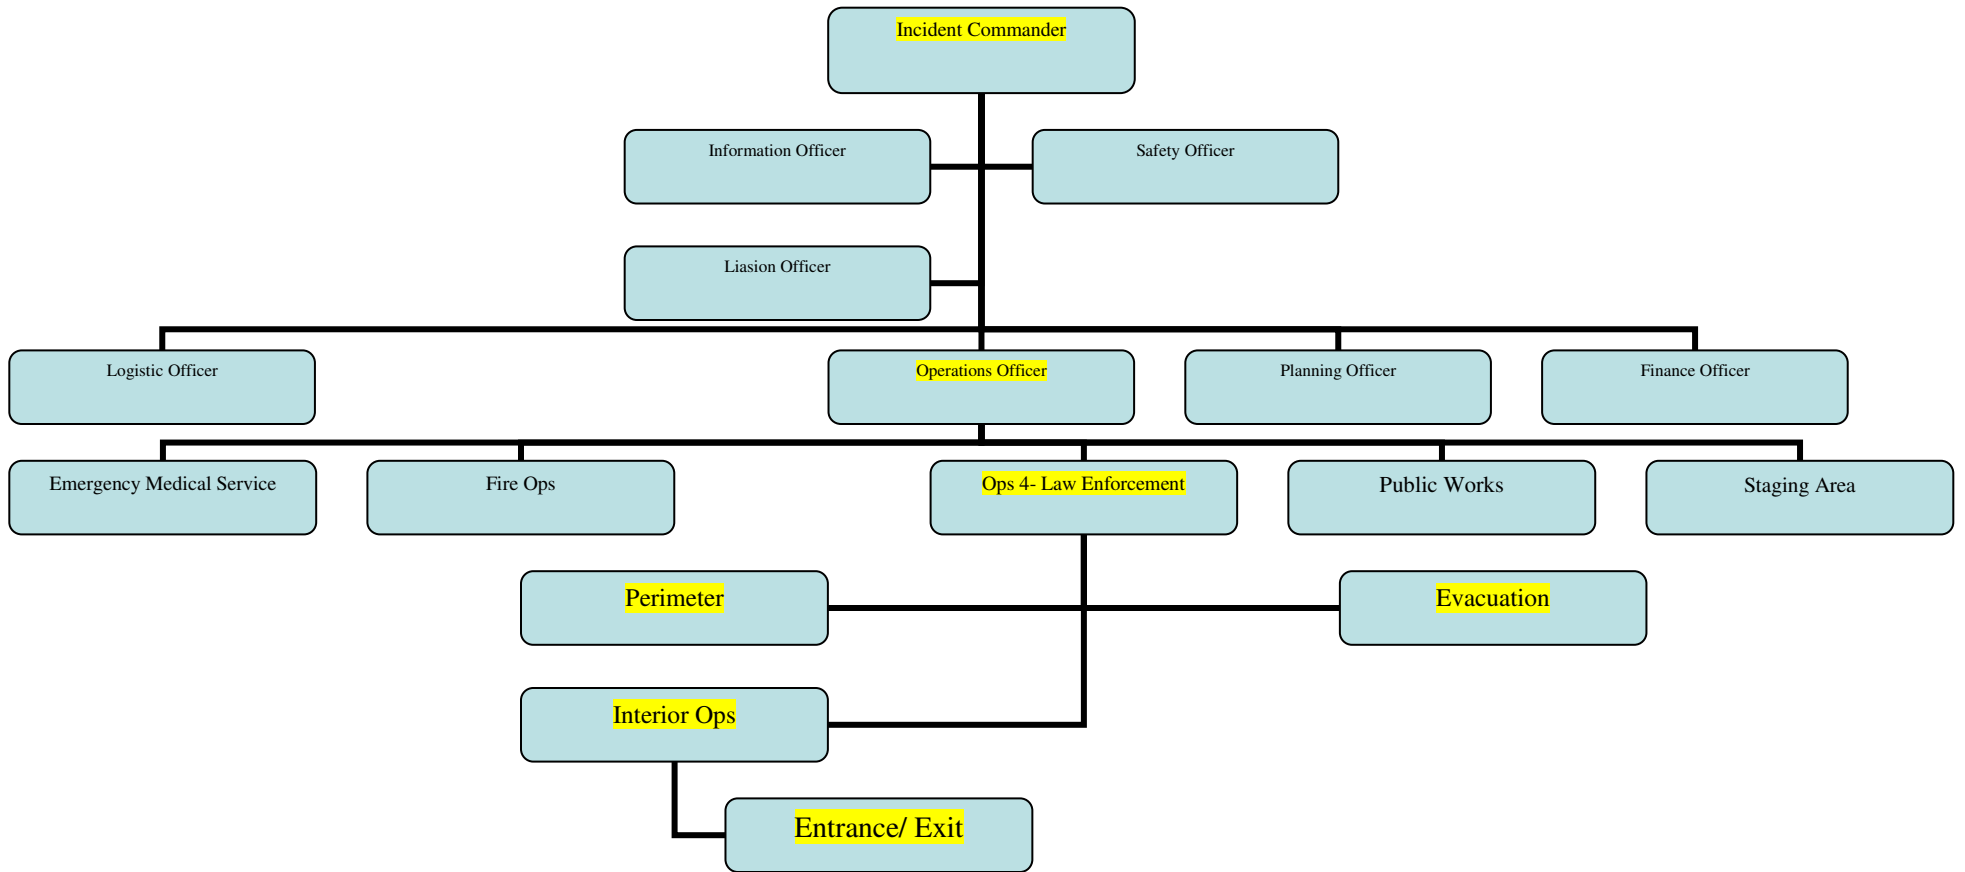 Incident Commander
Information Officer
Safety Officer
Liasion Officer
Logistic Officer
Operations Officer
Planning Officer
Finance Officer
Emergency Medical Service
Fire Ops
Ops 4- Law Enforcement
Public Works
Staging Area
Perimeter
Evacuation
Interior Ops
Entrance/ Exit